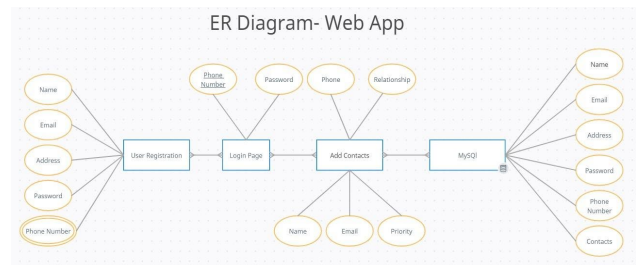 ER Diagram- Web App
Phone
Number
Password
Phone
Relationship
Name
Email
Address
Password
Phone Number
User Registration
Login Page
Add Contacts
MySQl
Name
Email
Priority
Name
Email
Address
Password
Phone
Number
Contacts